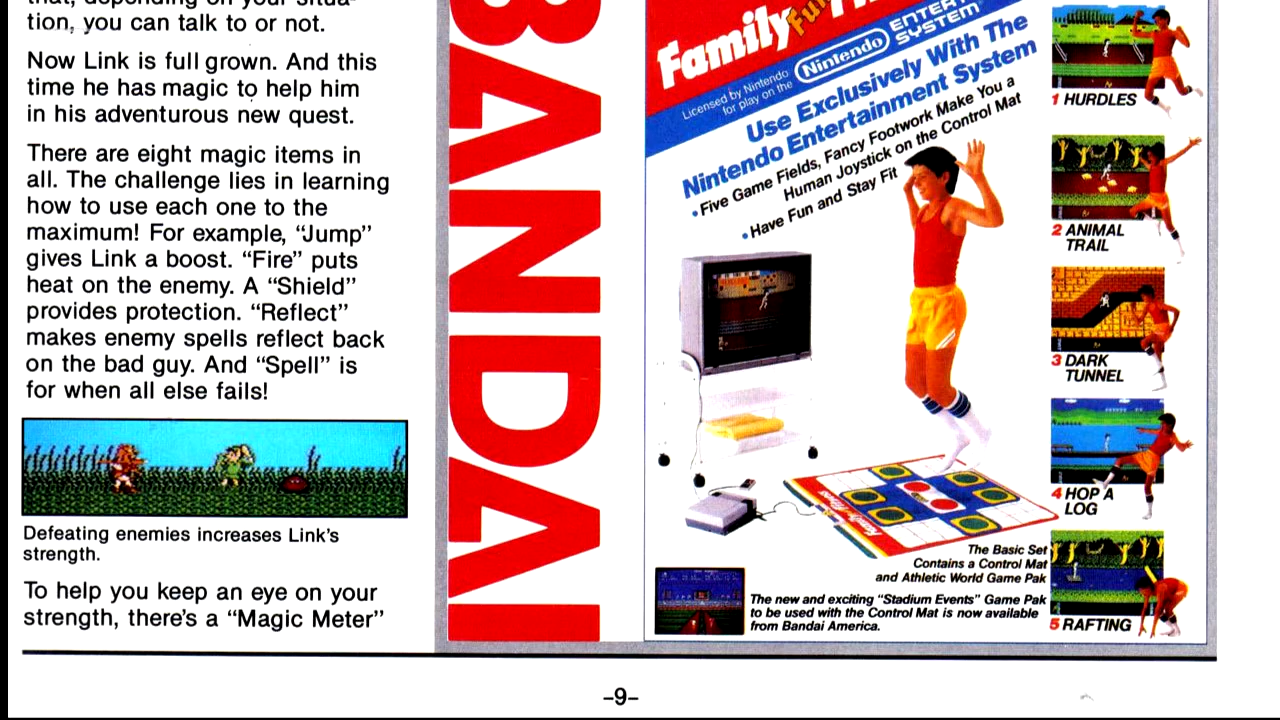 tion, you can talk to or not.
Now Link is full grown. And this
time he has magic to help him
in his adventurous new quest.
There are eight magic items in
all. The challenge lies in learning
how to use each one to the
maximum! For example, “Jump”
gives Link a boost. “Fire” puts
heat on the enemy. A “Shield”
provides protection. “Reflect”
makes enemy spells reflect back
on the bad guy. And “Spell” is
for when all else fails!
Defeating enemies increases Link's
strength.
To help you keep an eye on your
strength, there's a “Magic Meter”
BANDAI
Family Fun
Licensed by Nintendo
for play on the
Nintendo
ENTERTAINMENT
SYSTEM
Use Exclusively With The
Nintendo Entertainment System
•Five Game Fields, Fancy Footwork Make You a
Human Joystick on the Control Mat
•Have Fun and Stay Fit
1 HURDLES
2 ANIMAL
TRAIL
3 DARK
TUNNEL
4 HOP A
LOG
5 RAFTING
The Basic Set
Contains a Control Mat
and Athletic World Game Pak
The new and exciting “Stadium Events” Game Pak
to be used with the Control Mat is now available
from Bandai America.
-9-